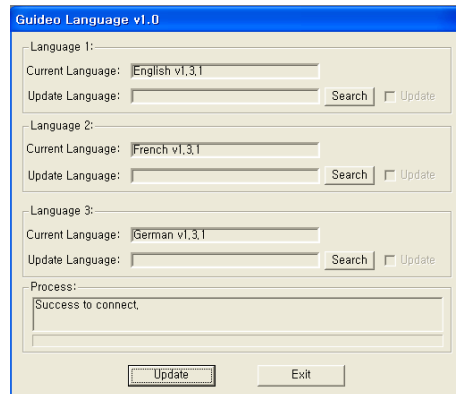 Guideo Language v1.0
Language 1:
Current Language: English v1,3,1
Update Language: Search Update
Language 2:
Current Language: French v1,3,1
Update Language: Search Update
Language 3:
Current Language: German v1,3,1
Update Language: Search Update
Process:
Success to connect,
Update Exit